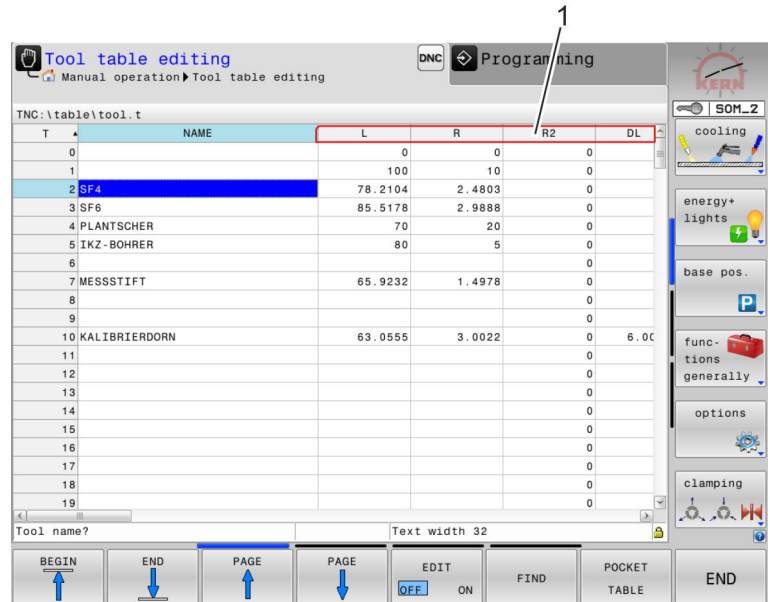 1
Tool table editing
DNC
Programming
Manual operation Tool table editing
KERN
TNC:\table\tool.t
SOM_2
T NAME L R R2 DL
0 0 0 0
1 100 10 0
2 SF4 78.2104 2.4803 0
3 SF6 85.5178 2.9888 0
4 PLANTSCHER 70 20 0
5 IKZ-BOHRER 80 5 0
6 0
7 MESSSTIFT 65.9232 1.4978 0
8 0
9 0
10 KALIBRIERDORN 63.0555 3.0022 0 6.00
11 0
12 0
13 0
14 0
15 0
16 0
17 0
18 0
19 0
Tool name? Text width 32
cooling
energy+
lights
base pos.
P
func-
tions
generally
options
clamping
?
BEGIN
END
PAGE
PAGE
EDIT
OFF ON
FIND
POCKET
TABLE
END